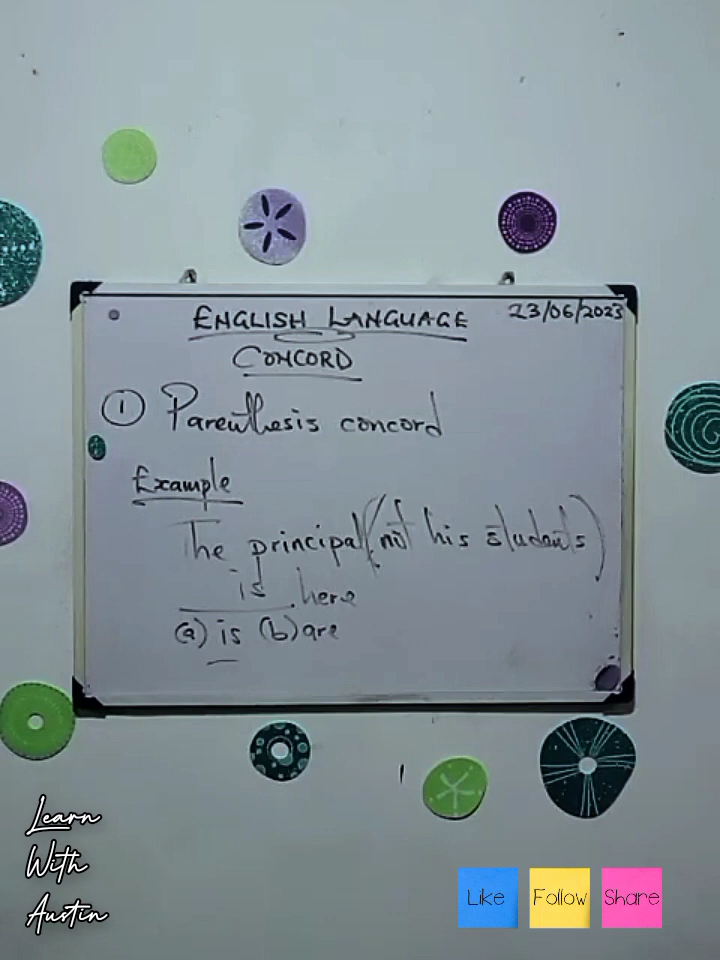 ENGLISH LANGUAGE 23/06/2023
CONCORD
① Parenthesis concord
Example
The principal (not his students)
is here
(a) is (b) are
Learn
With
Austin
Like Follow Share